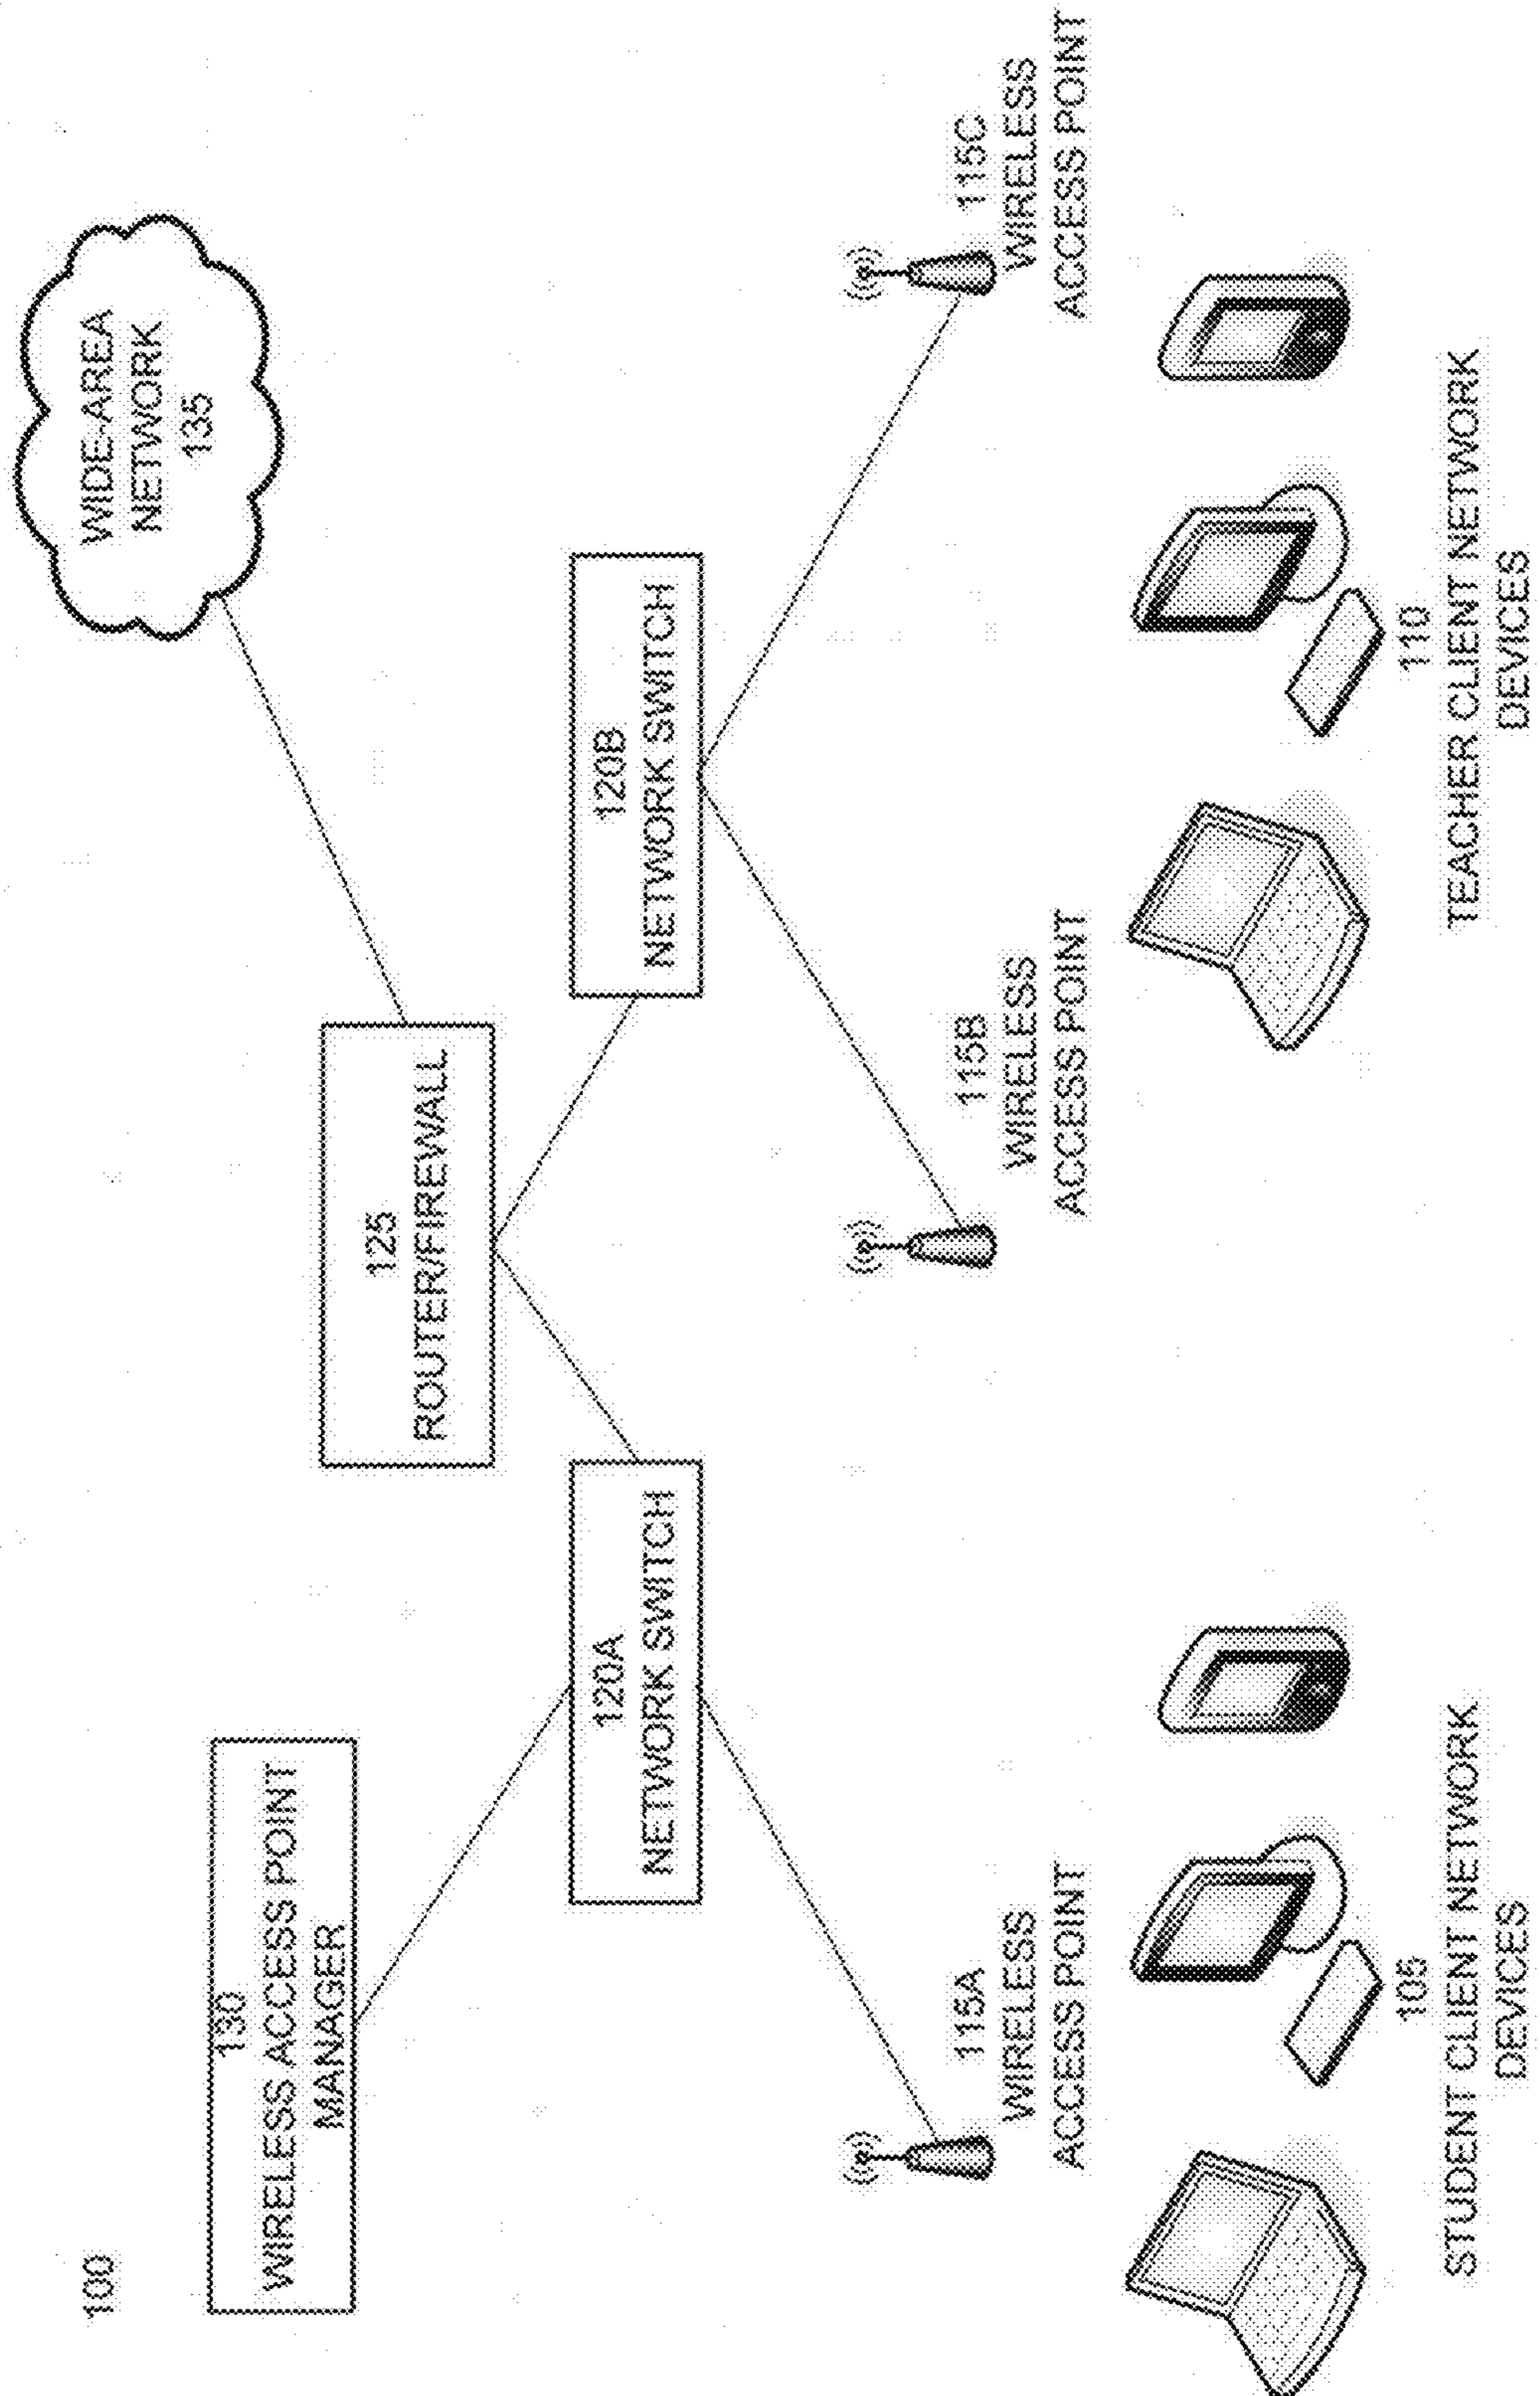 100
130
WIRELESS ACCESS POINT
MANAGER
WIDE-AREA
NETWORK
135
125
ROUTER/FIREWALL
120A
NETWORK SWITCH
120B
NETWORK SWITCH
115A
WIRELESS
ACCESS POINT
115B
WIRELESS
ACCESS POINT
115C
WIRELESS
ACCESS POINT
105
STUDENT CLIENT NETWORK
DEVICES
110
TEACHER CLIENT NETWORK
DEVICES